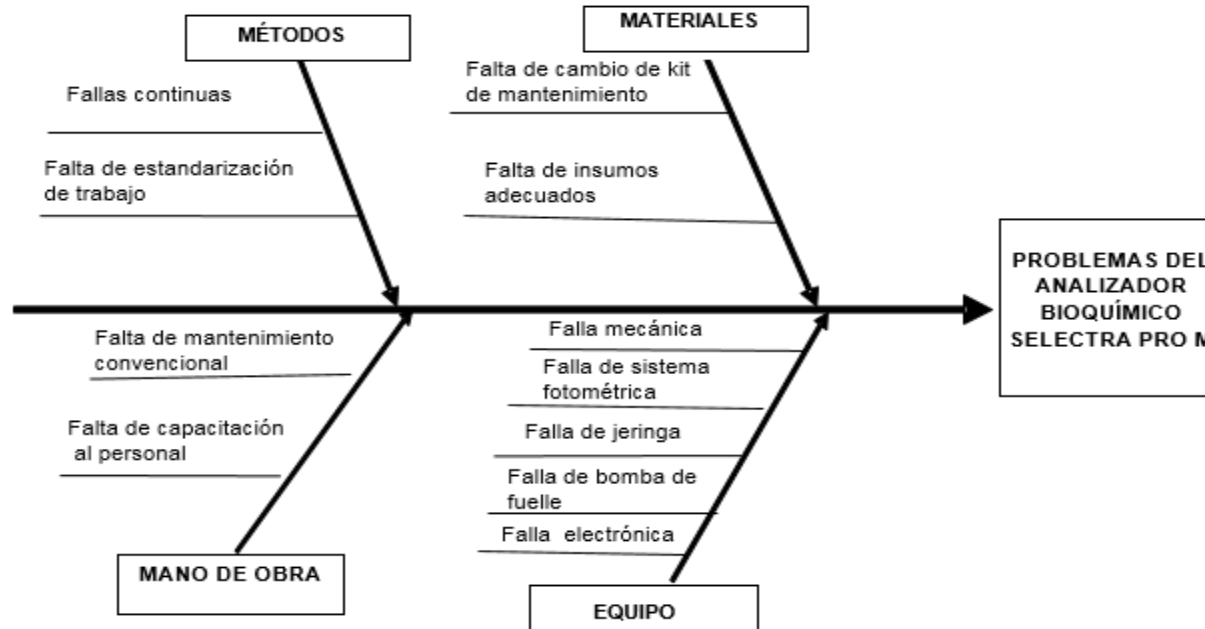 MÉTODOS
MATERIALES
Fallas continuas
Falta de estandarización
de trabajo
Falta de cambio de kit
de mantenimiento
Falta de insumos
adecuados
PROBLEMAS DEL
ANALIZADOR
BIOQUÍMICO
SELECTRA PRO M
Falta de mantenimiento
convencional
Falta de capacitación
al personal
Falla mecánica
Falla de sistema
fotométrica
Falla de jeringa
Falla de bomba de
fuelle
Falla electrónica
MANO DE OBRA
EQUIPO